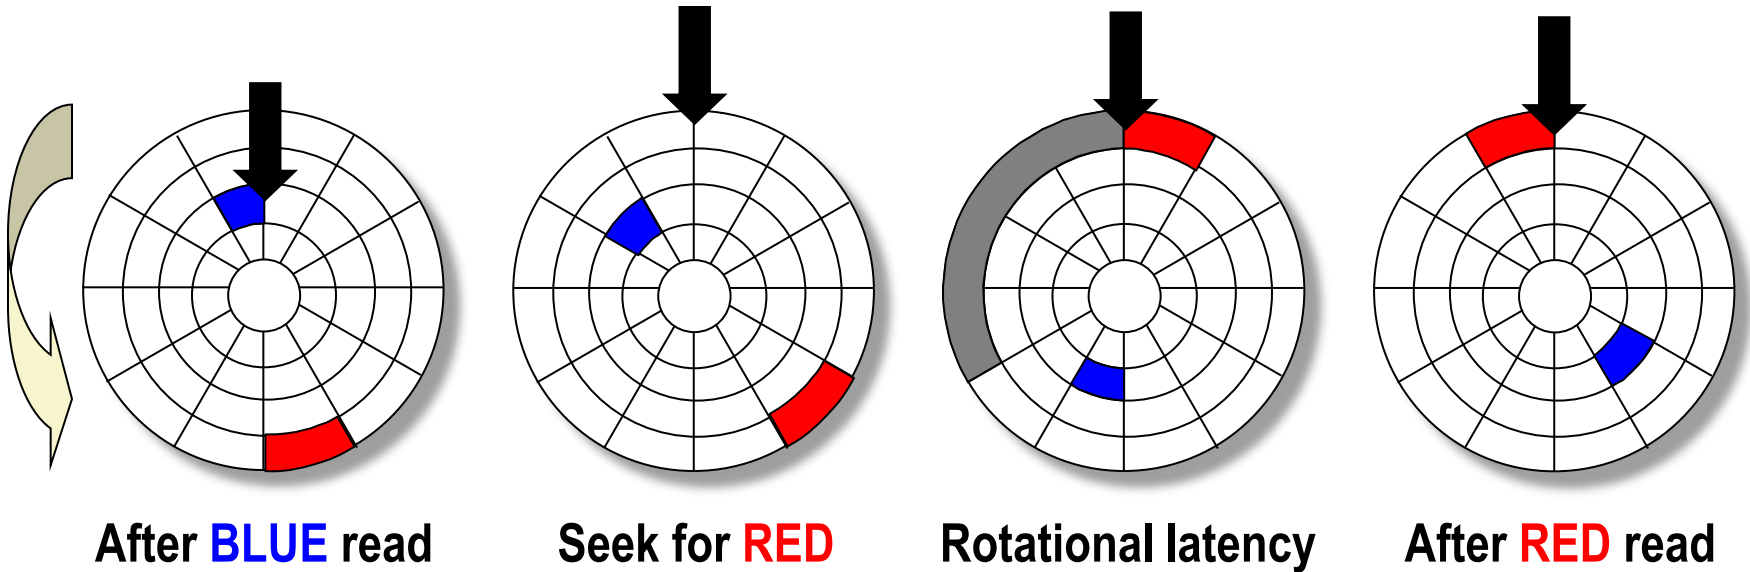 After BLUE read
Seek for RED
Rotational latency
After RED read